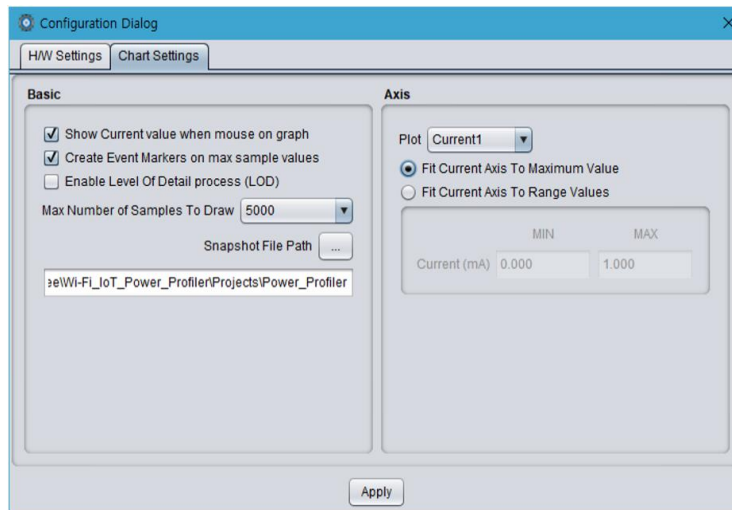 Configuration Dialog
H/W Settings
Chart Settings
Basic
Show Current value when mouse on graph
Create Event Markers on max sample values
Enable Level Of Detail process (LOD)
Max Number of Samples To Draw 5000
Snapshot File Path ...
ee\Wi-Fi_IoT_Power_Profiler\Projects\Power_Profiler
Axis
Plot Current1
Fit Current Axis To Maximum Value
Fit Current Axis To Range Values
MIN MAX
Current (mA) 0.000 1.000
Apply